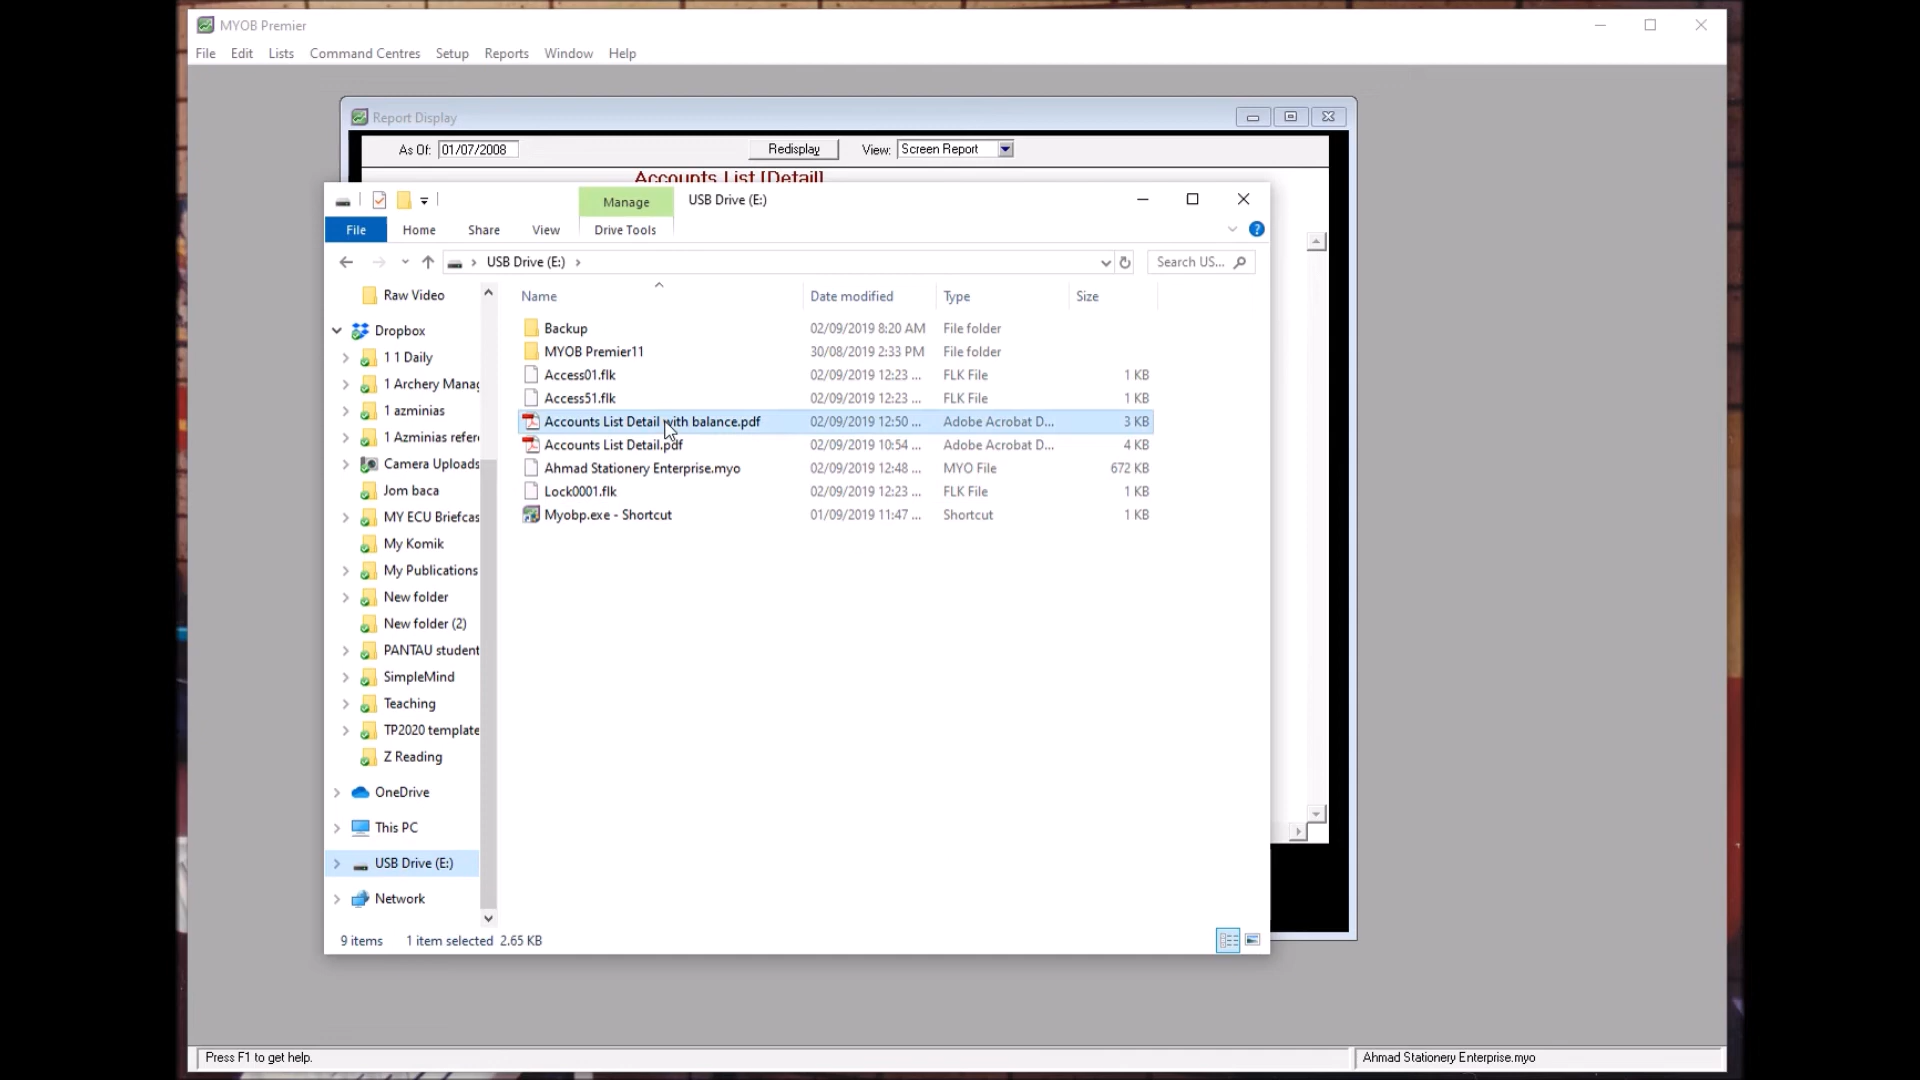 MYOB Premier
File Edit Lists Command Centres Setup Reports Window Help
Report Display
As Of: 01/07/2008 Redisplay View: Screen Report
Accounts List [Detail]
Manage USB Drive (E:)
File Home Share View Drive Tools
USB Drive (E:) Search US...
Name Date modified Type Size
Raw Video
Dropbox
1 1 Daily
1 Archery Manag
1 azminias
1 Azminias refer
Camera Uploads
Jom baca
MY ECU Briefcas
My Komik
My Publications
New folder
New folder (2)
PANTAU student
SimpleMind
Teaching
TP2020 template
Z Reading
OneDrive
This PC
USB Drive (E:)
Network
Backup 02/09/2019 8:20 AM File folder
MYOB Premier11 30/08/2019 2:33 PM File folder
Access01.flk 02/09/2019 12:23 ... FLK File 1 KB
Access51.flk 02/09/2019 12:23 ... FLK File 1 KB
Accounts List Detail with balance.pdf 02/09/2019 12:50 ... Adobe Acrobat D... 3 KB
Accounts List Detail.pdf 02/09/2019 10:54 ... Adobe Acrobat D... 4 KB
Ahmad Stationery Enterprise.myo 02/09/2019 12:48 ... MYO File 672 KB
Lock0001.flk 02/09/2019 12:23 ... FLK File 1 KB
Myobp.exe - Shortcut 01/09/2019 11:47 ... Shortcut 1 KB
9 items 1 item selected 2.65 KB
Press F1 to get help. Ahmad Stationery Enterprise.myo